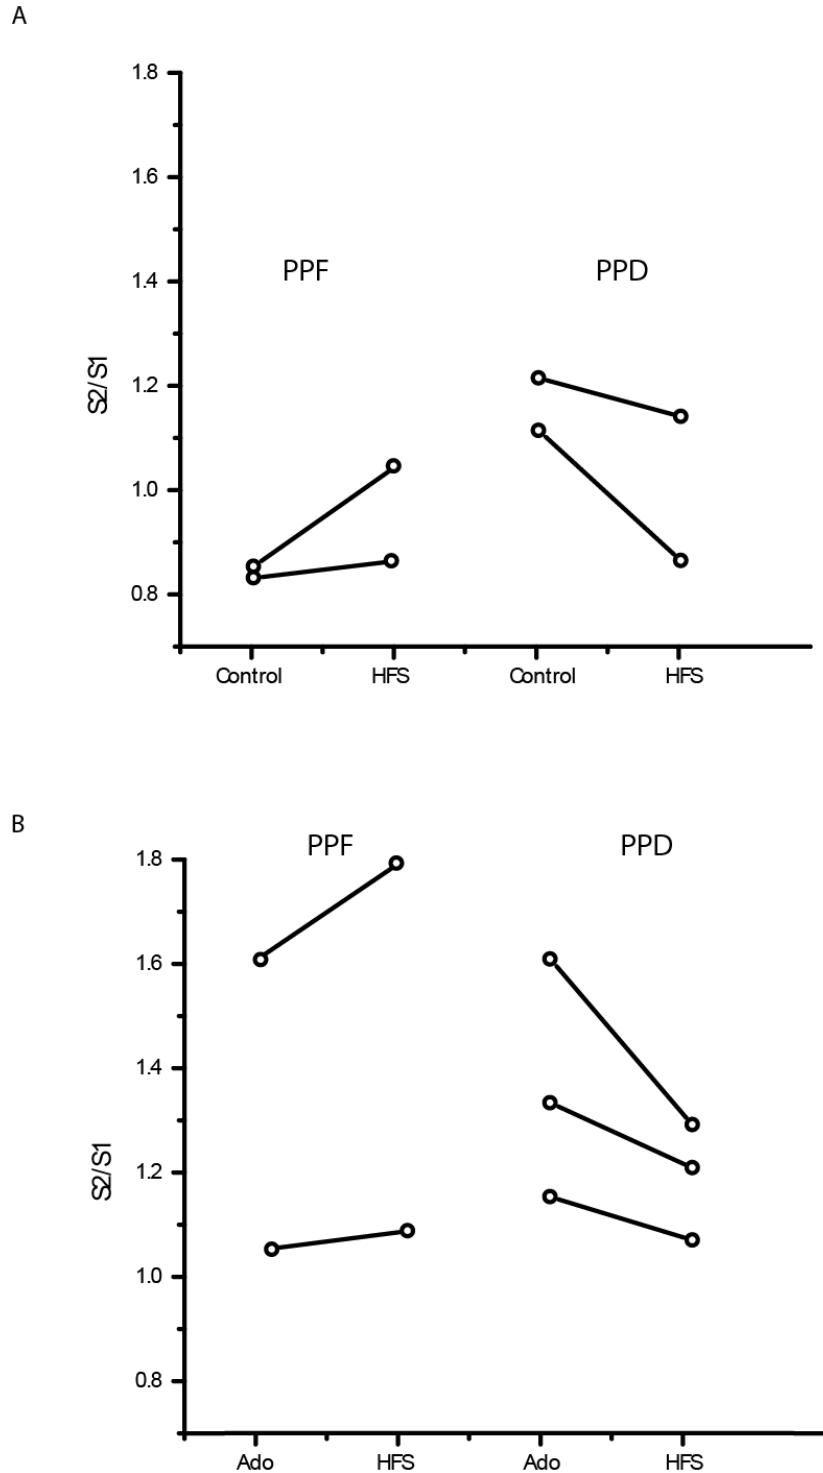 A
1.8
1.6
1.4
1.2
1.0
0.8
S2/S1
PPF
PPD
Control HFS Control HFS
B
PPF
PPD
1.8
1.6
1.4
1.2
1.0
0.8
S2/S1
Ado HFS Ado HFS